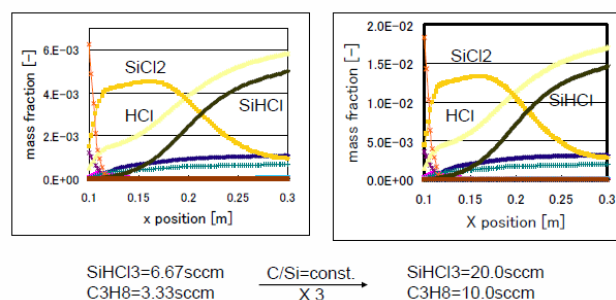 6.E-03
4.E-03
2.E-03
0.E+00
mass fraction [-]
SiCl2
HCl
SiHCl
0.1
0.15
0.2
0.25
0.3
x position [m]
2.0E-02
1.5E-02
1.0E-02
5.0E-03
0.0E+00
mass fraction [-]
SiCl2
HCl
SiHCl
0.1
0.15
0.2
0.25
0.3
X position [m]
SiHCl3=6.67sccm
C3H8=3.33sccm
C/Si=const.
X 3
SiHCl3=20.0sccm
C3H8=10.0sccm